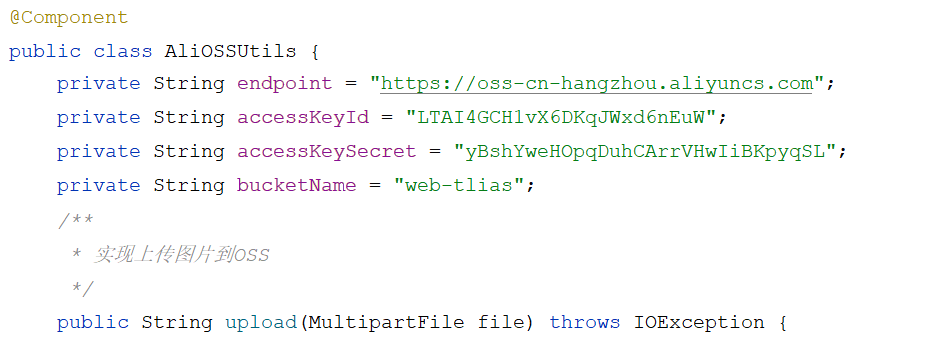 @Component
public class AliOSSUtils {
    private String endpoint = "https://oss-cn-hangzhou.aliyuncs.com";
    private String accessKeyId = "LTAI4GCH1vX6DKqJWxd6nEuW";
    private String accessKeySecret = "yBshYweHOpqDuhCArrVHwIiBKpyqSL";
    private String bucketName = "web-tlias";
    /**
     * 实现上传图片到OSS
     */
    public String upload(MultipartFile file) throws IOException {